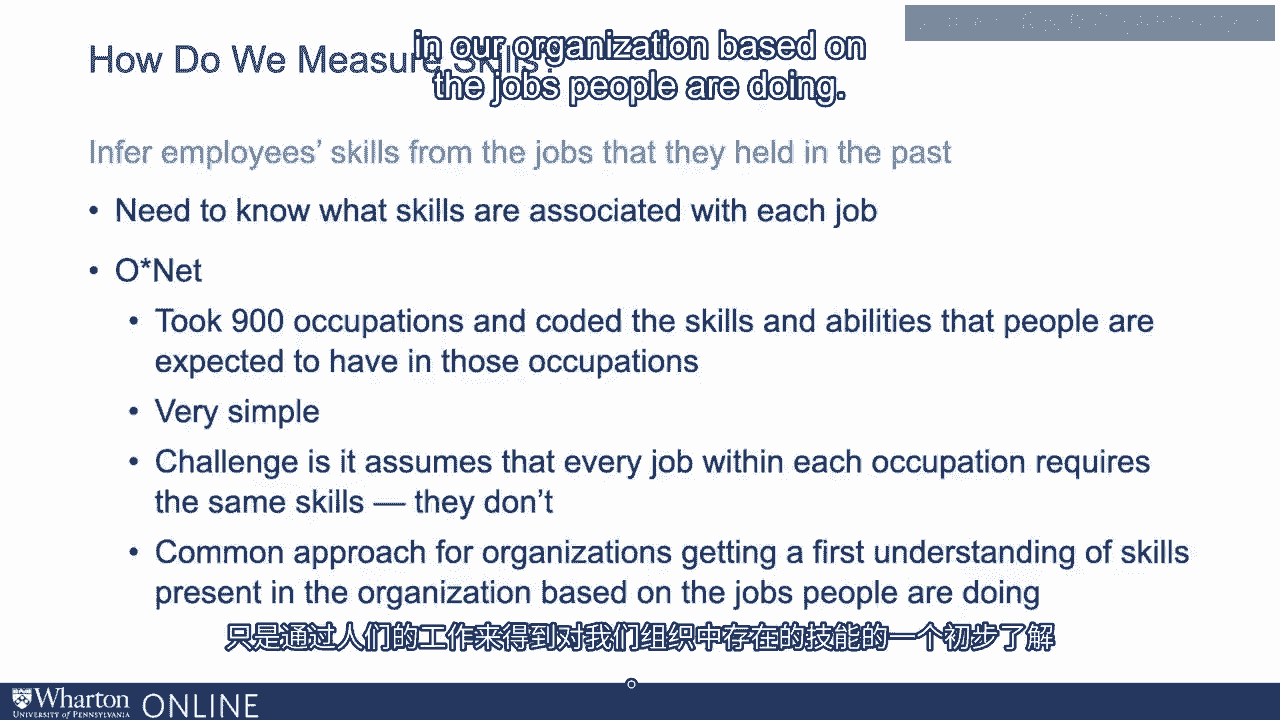 How Do We Measure Skills?
in our organization based on
the jobs people are doing.
Infer employees' skills from the jobs that they held in the past
• Need to know what skills are associated with each job
• O*Net
• Took 900 occupations and coded the skills and abilities that people are
expected to have in those occupations
• Very simple
• Challenge is it assumes that every job within each occupation requires
the same skills — they don't
• Common approach for organizations getting a first understanding of skills
present in the organization based on the jobs people are doing
只是通过人们的工作来得到对我们组织中存在的技能的一个初步了解
Wharton ONLINE
UNIVERSITY of PENNSYLVANIA